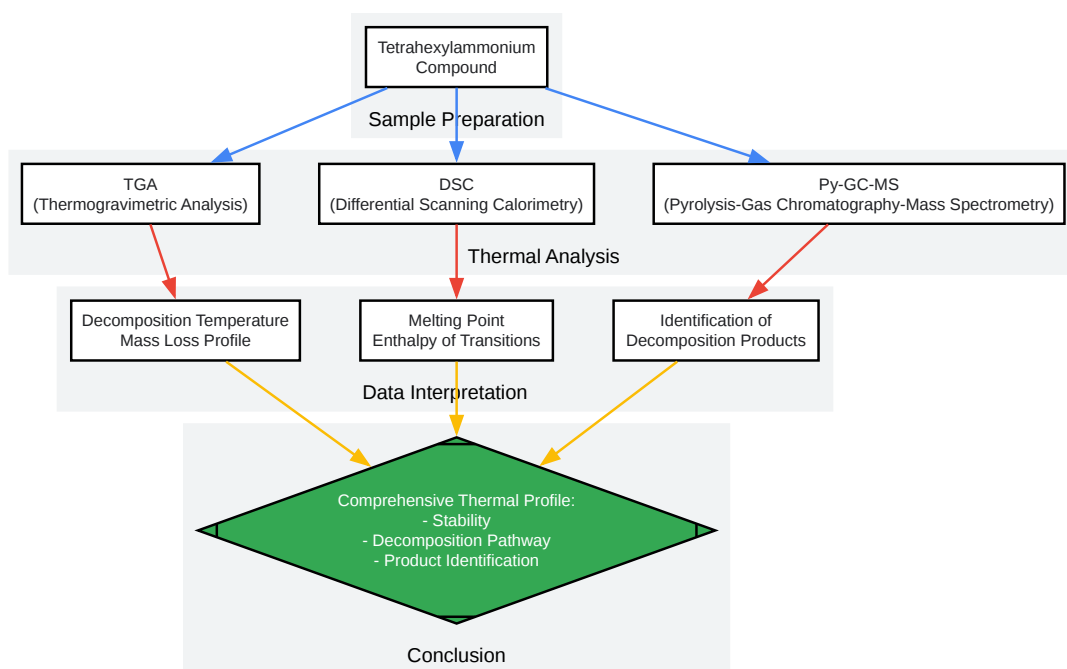 Tetrahexylammonium
Compound
Sample Preparation
TGA
(Thermogravimetric Analysis)
DSC
(Differential Scanning Calorimetry)
Py-GC-MS
(Pyrolysis-Gas Chromatography-Mass Spectrometry)
Thermal Analysis
Decomposition Temperature
Mass Loss Profile
Melting Point
Enthalpy of Transitions
Identification of
Decomposition Products
Data Interpretation
Comprehensive Thermal Profile:
- Stability
- Decomposition Pathway
- Product Identification
Conclusion